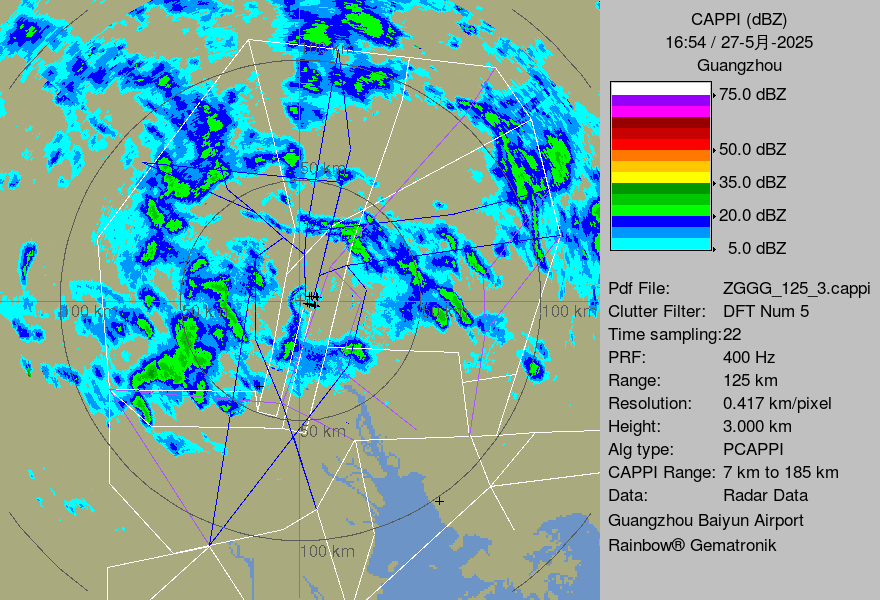 CAPPI (dBZ)
16:54 / 27-5月-2025
Guangzhou
75.0 dBZ
50.0 dBZ
35.0 dBZ
20.0 dBZ
5.0 dBZ
Pdf File: ZGGG_125_3.cappi
Clutter Filter: DFT Num 5
Time sampling:22
PRF: 400 Hz
Range: 125 km
Resolution: 0.417 km/pixel
Height: 3.000 km
Alg type: PCAPPI
CAPPI Range: 7 km to 185 km
Data: Radar Data
Guangzhou Baiyun Airport
Rainbow® Gematronik
50 km
100 km
100 km
50 km
100 km